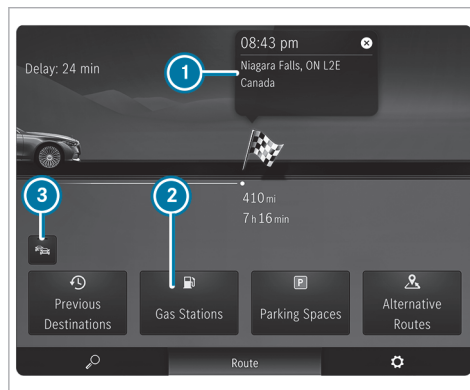 08:43 pm
Delay: 24 min
Niagara Falls, ON L2E
Canada
1
3
2
410 mi
7 h 16 min
P
Previous
Destinations
Gas Stations
Parking Spaces
Alternative
Routes
Route